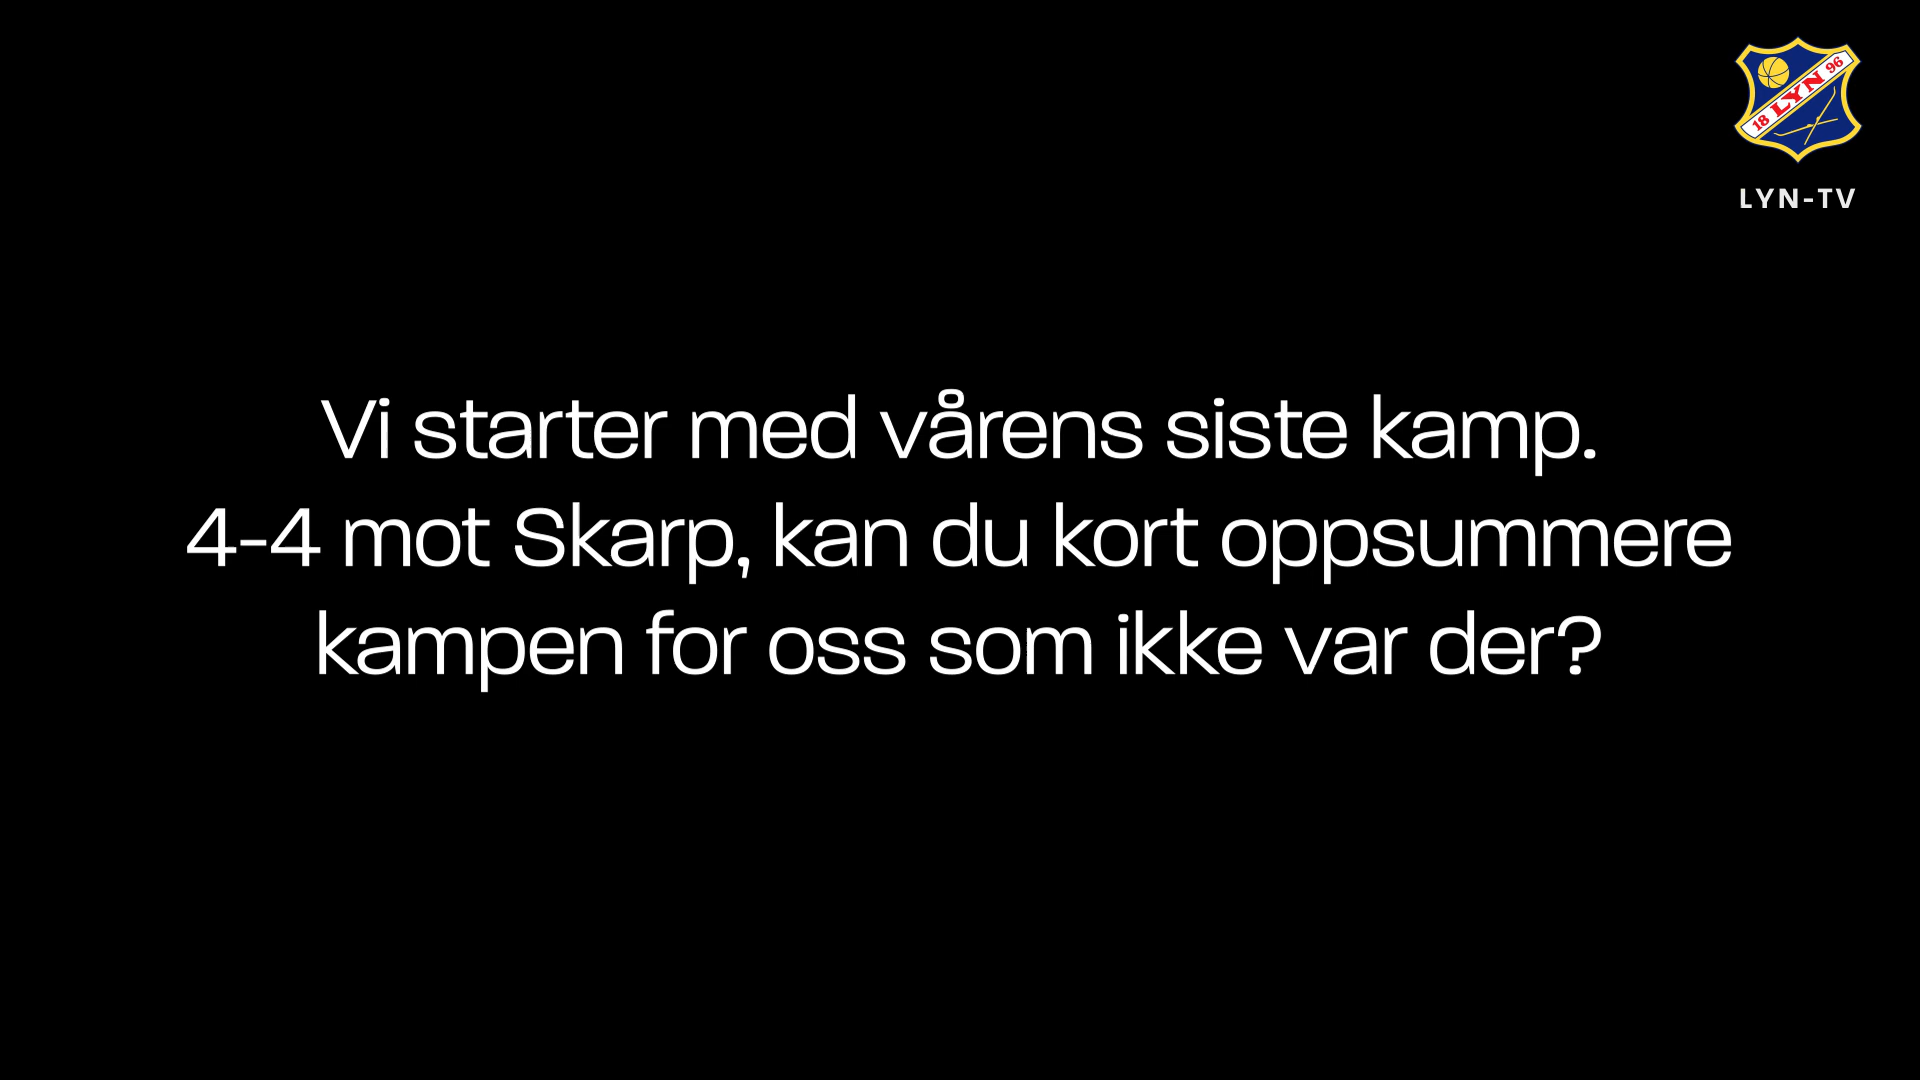 18 LYN 96
LYN-TV
Vi starter med vårens siste kamp.
4-4 mot Skarp, kan du kort oppsummere
kampen for oss som ikke var der?